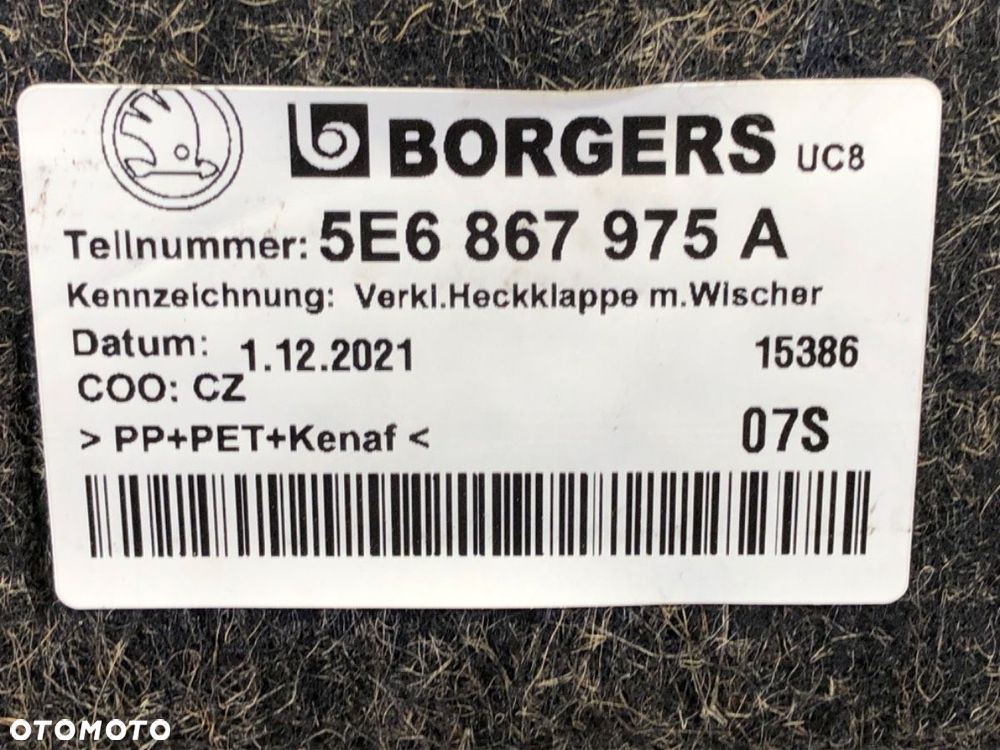 BORGERS UC8
Teilnummer: 5E6 867 975 A
Kennzeichnung: Verkl.Heckklappe m.Wischer
Datum: 1.12.2021 15386
COO: CZ
> PP+PET+Kenaf < 07S
OTOMOTO